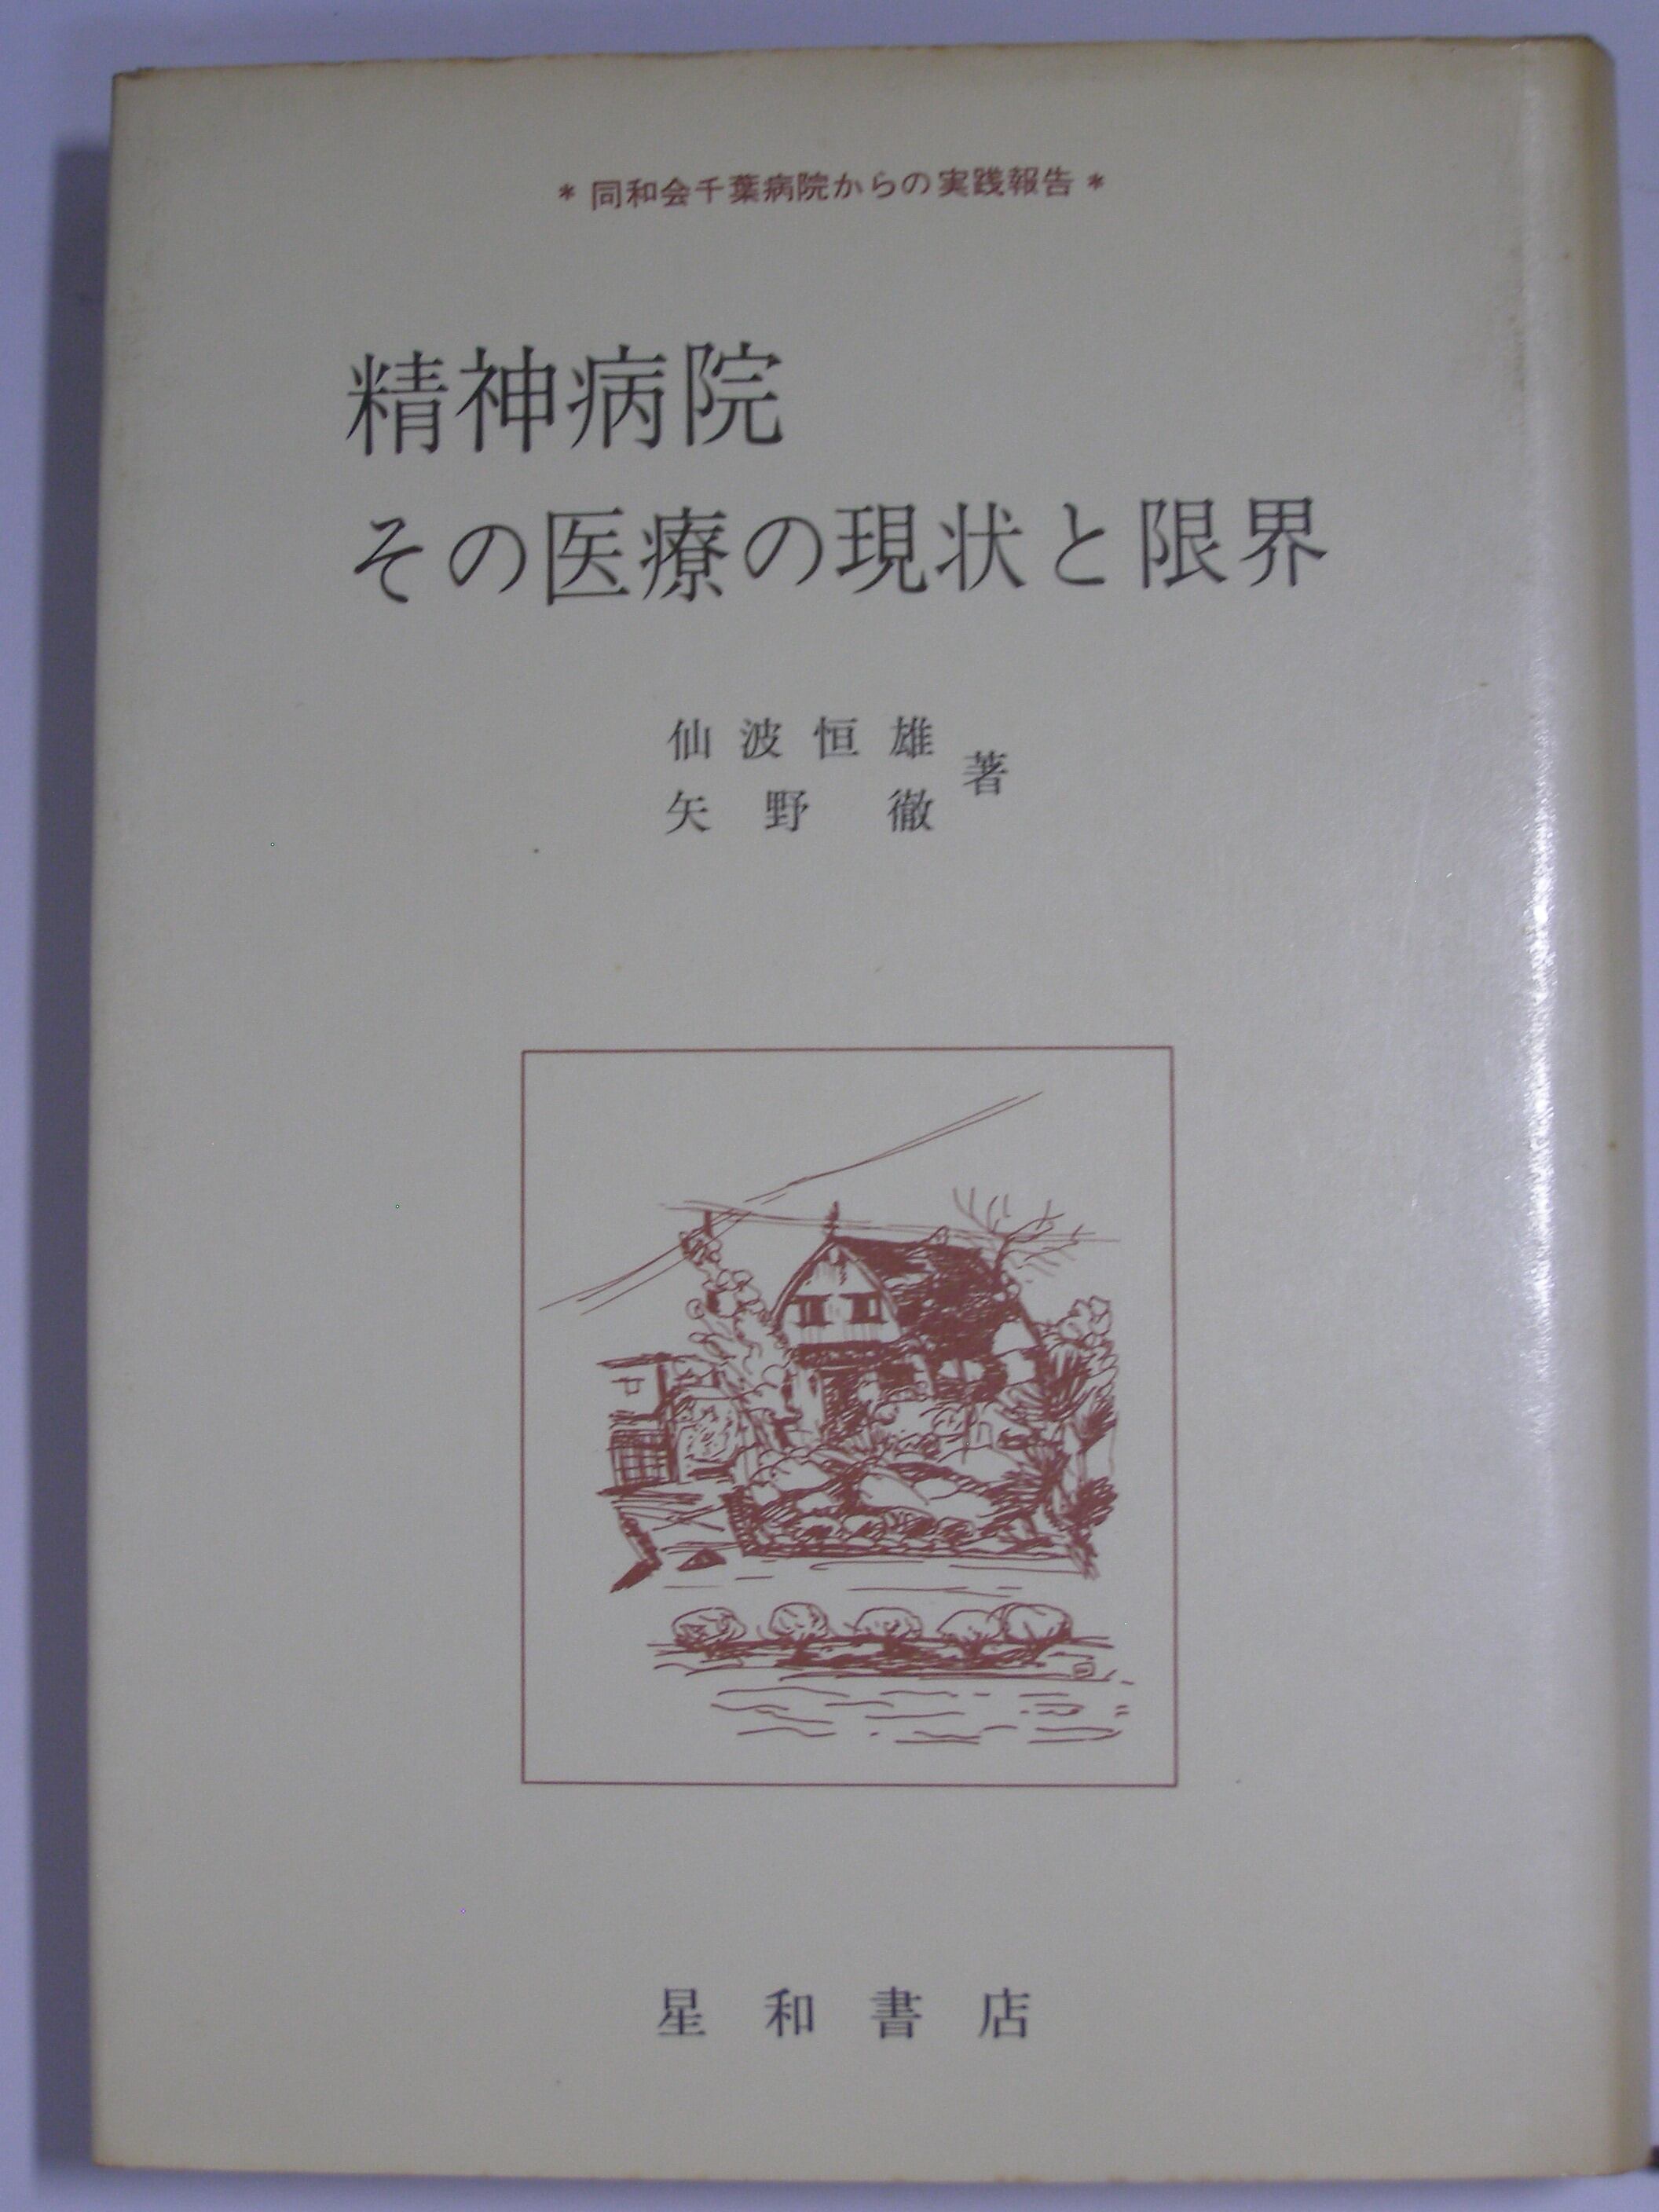 * 同和会千葉病院からの実践報告 *
精神病院
その医療の現状と限界
仙波恒雄
矢野徹
著
星和書店